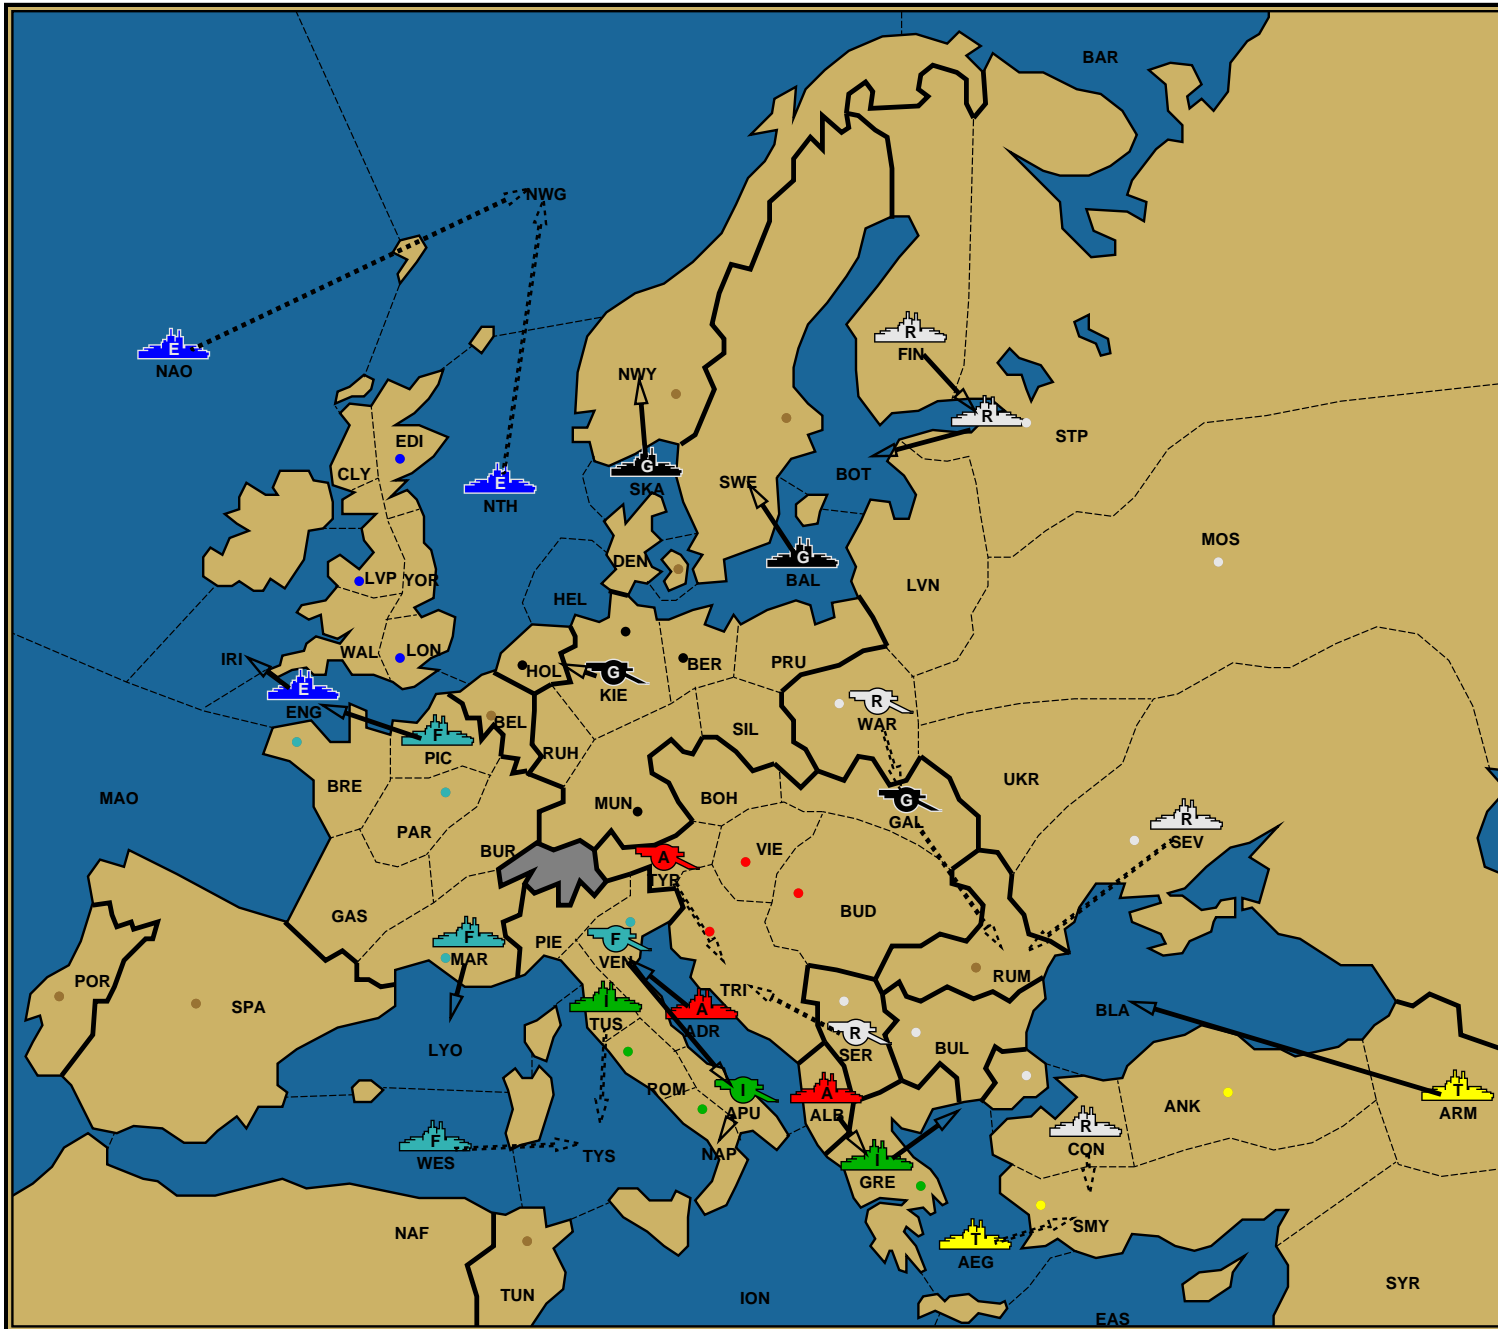 BAR
NWG
E
NAO
R
FIN
NWY
R
STP
EDI
CLY
G
SKA
SWE
BOT
E
NTH
MOS
DEN
G
BAL
LVN
LVP
YOR
HEL
IRI
WAL
LON
HOL
G
KIE
BER
PRU
E
ENG
R
WAR
BEL
F
PIC
SIL
RUH
UKR
BRE
MAO
MUN
BOH
G
GAL
R
SEV
PAR
BUR
VIE
A
TYR
GAS
BUD
F
MAR
PIE
F
VEN
RUM
POR
SPA
TRI
I
TUS
A
ADR
BLA
R
SER
BUL
LYO
ROM
I
APU
A
ALB
ANK
T
ARM
R
CON
F
WES
TYS
NAP
I
GRE
NAF
T
AEG
SMY
SYR
TUN
ION
EAS